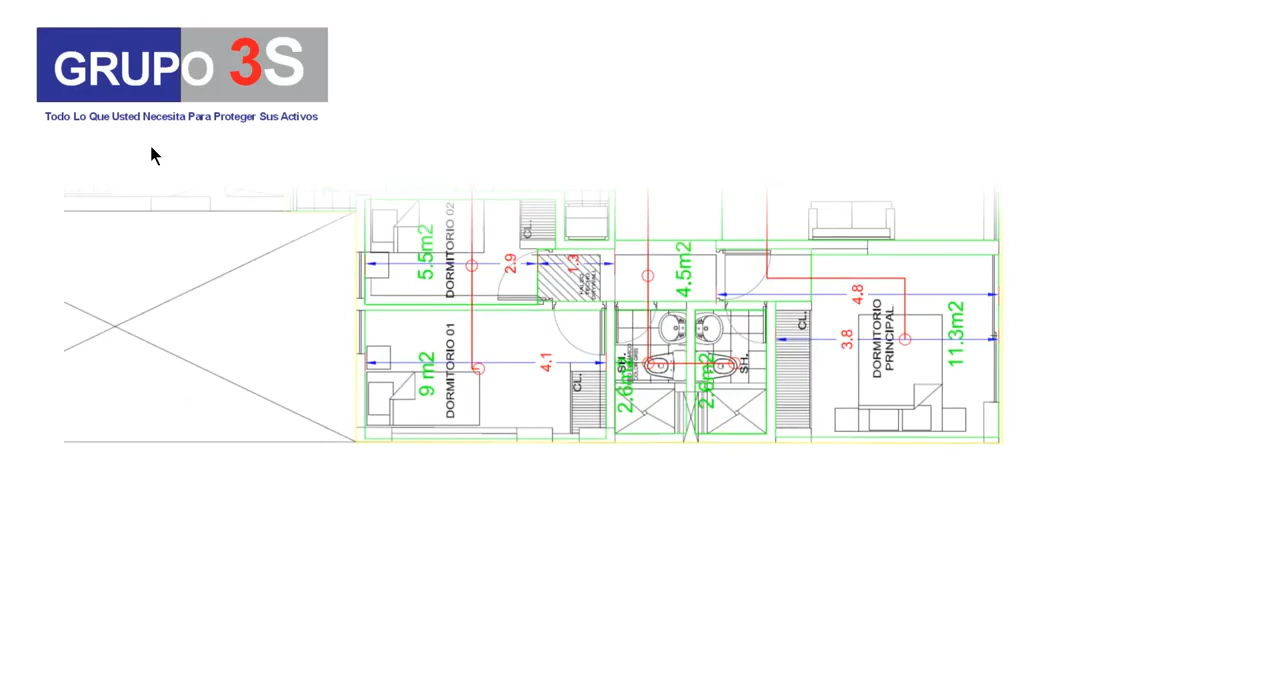 GRUPO 3S
Todo Lo Que Usted Necesita Para Proteger Sus Activos
5.5m2
DORMITORIO 02
2.9
CL.
1.3
4.5m2
4.8
3.8
DORMITORIO
PRINCIPAL
11.3m2
CL.
9 m2
DORMITORIO 01
4.1
CL.
SH.
2.6m2
2.6m2
SH.